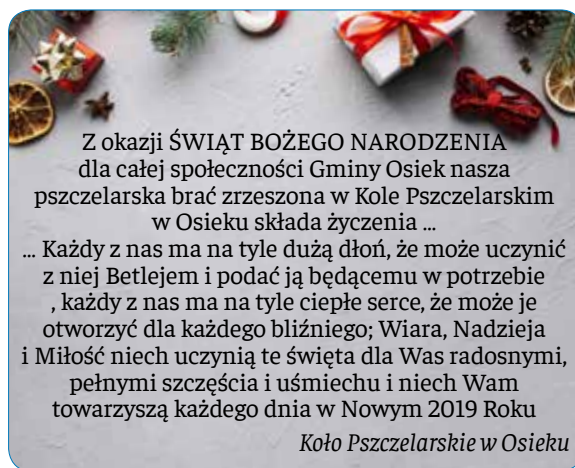 Z okazji ŚWIĄT BOŻEGO NARODZENIA
dla całej społeczności Gminy Osiek nasza
pszczelarska brać zrzeszona w Kole Pszczelarskim
w Osieku składa życzenia ...
... Każdy z nas ma na tyle dużą dłoń, że może uczynić
z niej Betlejem i podać ją będącemu w potrzebie
, każdy z nas ma na tyle ciepłe serce, że może je
otworzyć dla każdego bliźniego; Wiara, Nadzieja
i Miłość niech uczynią te święta dla Was radosnymi,
pełnymi szczęścia i uśmiechu i niech Wam
towarzyszą każdego dnia w Nowym 2019 Roku
Koło Pszczelarskie w Osieku